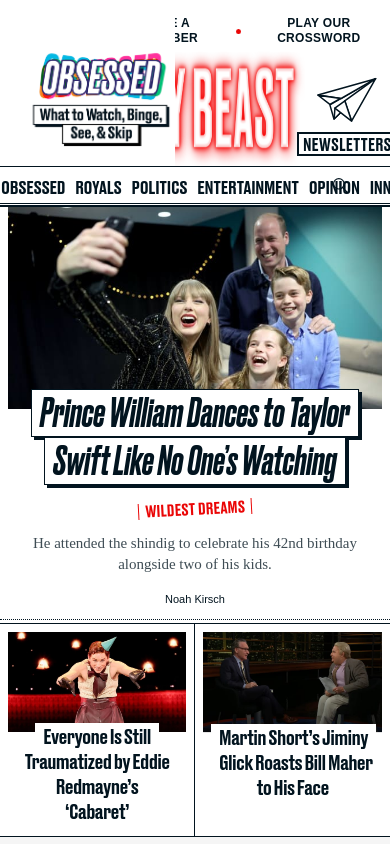 PLAY OUR
CROSSWORD
OBSESSED
What to Watch, Binge,
See, & Skip
BEAST
NEWSLETTERS
OBSESSED ROYALS POLITICS ENTERTAINMENT OPINION INN
Prince William Dances to Taylor
Swift Like No One’s Watching
WILDEST DREAMS
He attended the shindig to celebrate his 42nd birthday
alongside two of his kids.
Noah Kirsch
Everyone Is Still
Traumatized by Eddie
Redmayne’s
‘Cabaret’
Martin Short’s Jiminy
Glick Roasts Bill Maher
to His Face